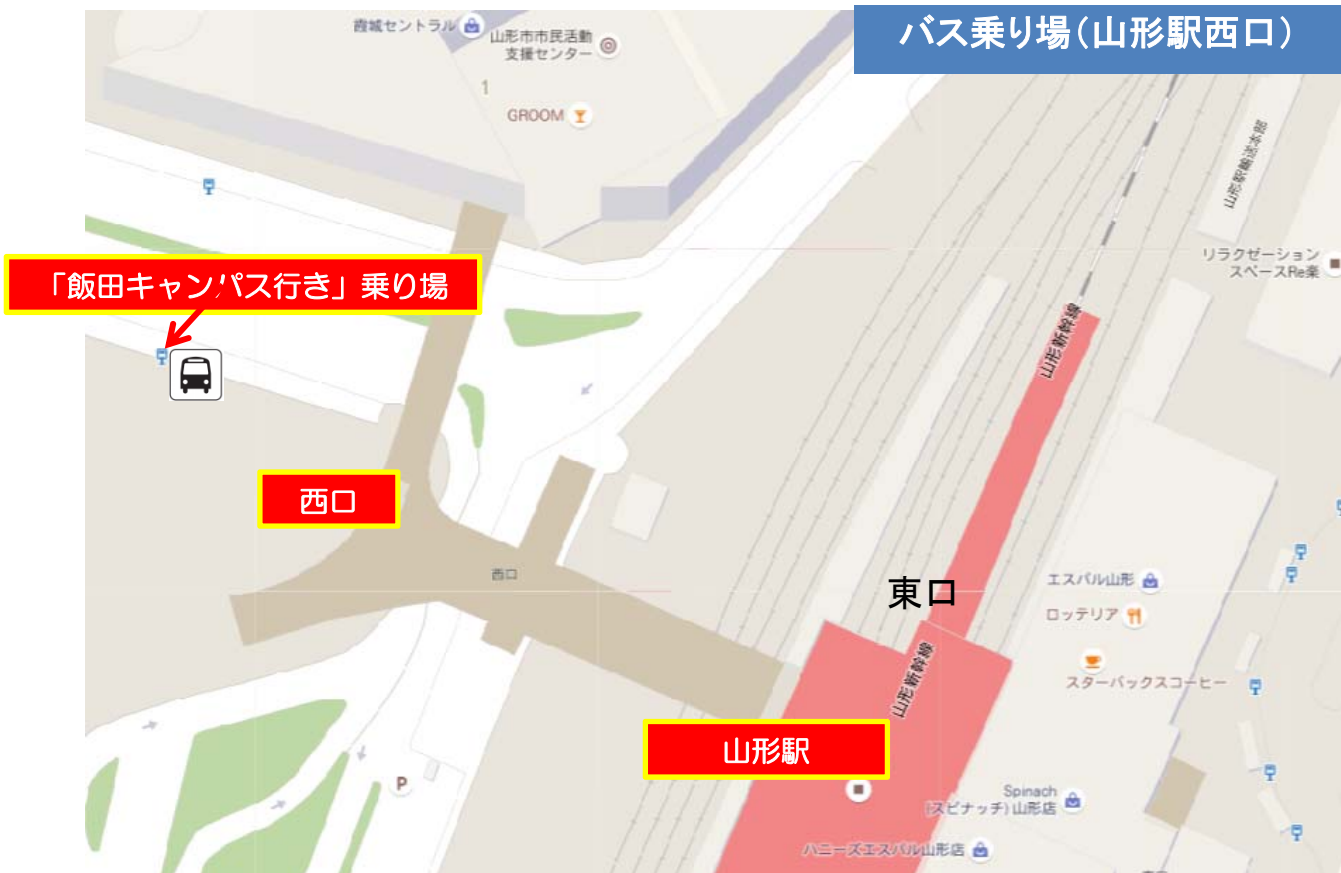 バス乗り場(山形駅西口)
霞城セントラル
山形市市民活動
支援センター
1
GROOM
山形駅輸送本部
リラクゼーション
スペースRe楽
「飯田キャンパス行き」乗り場
山形新幹線
西口
西口
東口
エスパル山形
ロッテリア
山形新幹線
スターバックスコーヒー
山形駅
P
Spinach
(スピナッチ)山形店
ハニーズエスパル山形店